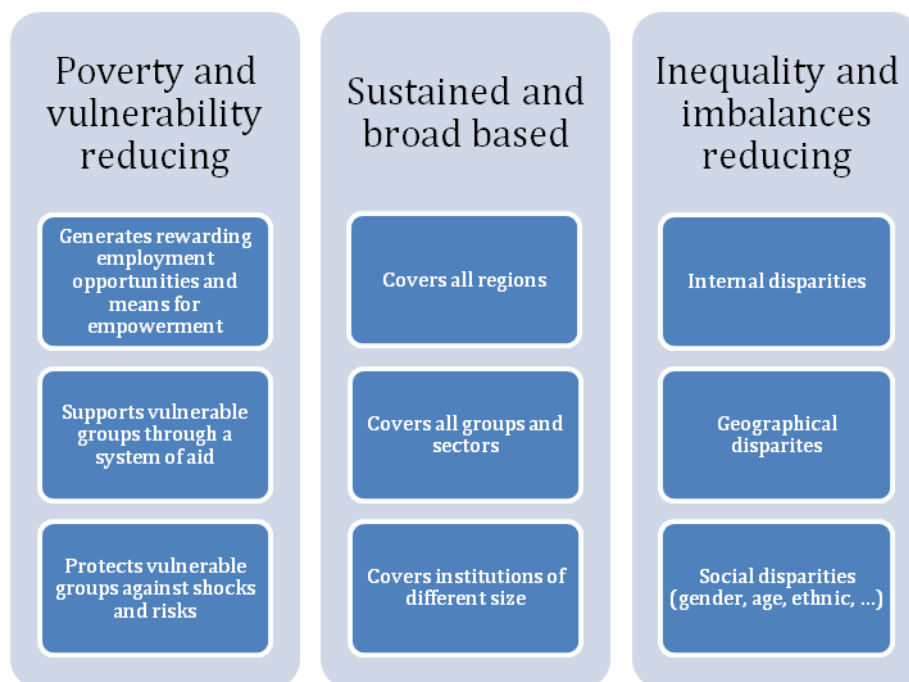 Poverty and
vulnerability
reducing
Generates rewarding
employment
opportunities and
means for
empowerment
Supports vulnerable
groups through a
system of aid
Protects vulnerable
groups against shocks
and risks
Sustained and
broad based
Covers all regions
Covers all groups and
sectors
Covers institutions of
different size
Inequality and
imbalances
reducing
Internal disparities
Geographical
disparites
Social disparities
(gender, age, ethnic, ...)